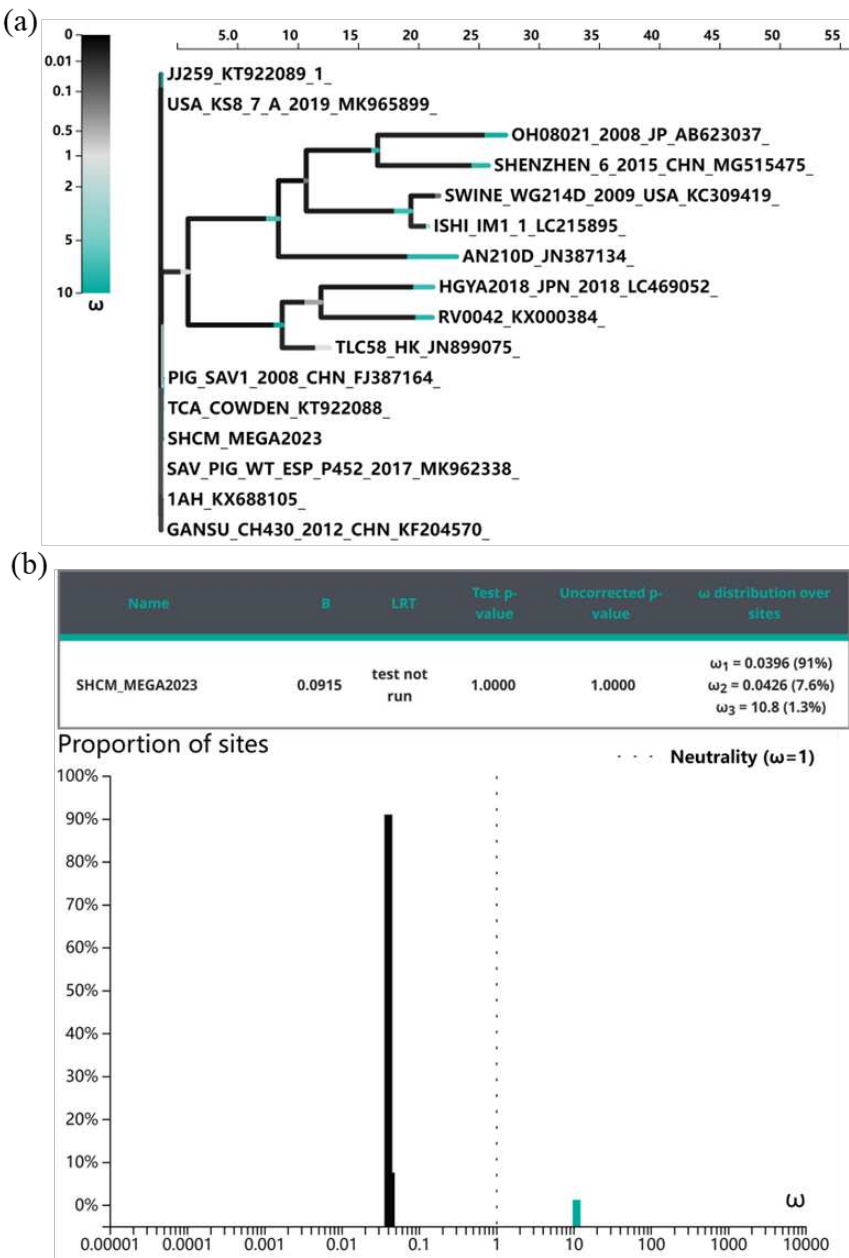 (a)
0
0.01
0.1
0.5
1
2
5
10
ω
5.0 10 15 20 25 30 35 40 45 50 55
JJ259_KT922089_1_
USA_KS8_7_A_2019_MK965899_
OH08021_2008_JP_AB623037_
SHENZHEN_6_2015_CHN_MG515475_
SWINE_WG214D_2009_USA_KC309419_
ISHI_IM1_1_LC215895_
AN210D_JN387134_
HGYA2018_JPN_2018_LC469052_
RV0042_KX000384_
TLC58_HK_JN899075_
PIG_SAV1_2008_CHN_FJ387164_
TCA_COWDEN_KT922088_
SHCM_MEGA2023
SAV_PIG_WT_ESP_P452_2017_MK962338_
1AH_KX688105_
GANSU_CH430_2012_CHN_KF204570_
(b)
Name B LRT Test p-value Uncorrected p-value ω distribution over sites
SHCM_MEGA2023 0.0915 test not run 1.0000 1.0000 ω1 = 0.0396 (91%)
ω2 = 0.0426 (7.6%)
ω3 = 10.8 (1.3%)
Proportion of sites
Neutrality (ω=1)
100%
90%
80%
70%
60%
50%
40%
30%
20%
10%
0%
ω
0.00001 0.0001 0.001 0.01 0.1 1 10 100 1000 10000